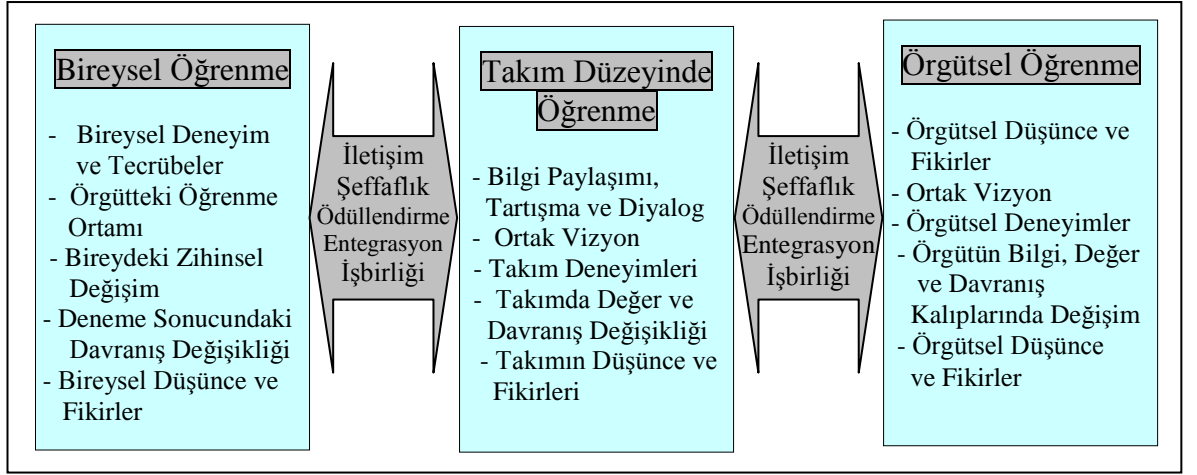 Bireysel Öğrenme
- Bireysel Deneyim
ve Tecrübeler
- Örgütteki Öğrenme
Ortamı
- Bireydeki Zihinsel
Değişim
- Deneme Sonucundaki
Davranış Değişikliği
- Bireysel Düşünce ve
Fikirler
İletişim
Şeffaflık
Ödüllendirme
Entegrasyon
İşbirliği
Takım Düzeyinde
Öğrenme
- Bilgi Paylaşımı,
Tartışma ve Diyalog
- Ortak Vizyon
- Takım Deneyimleri
- Takımda Değer ve
Davranış Değişikliği
- Takımın Düşünce ve
Fikirleri
İletişim
Şeffaflık
Ödüllendirme
Entegrasyon
İşbirliği
Örgütsel Öğrenme
- Örgütsel Düşünce ve
Fikirler
- Ortak Vizyon
- Örgütsel Deneyimler
- Örgütün Bilgi, Değer
ve Davranış
Kalıplarında Değişim
- Örgütsel Düşünce
ve Fikirler